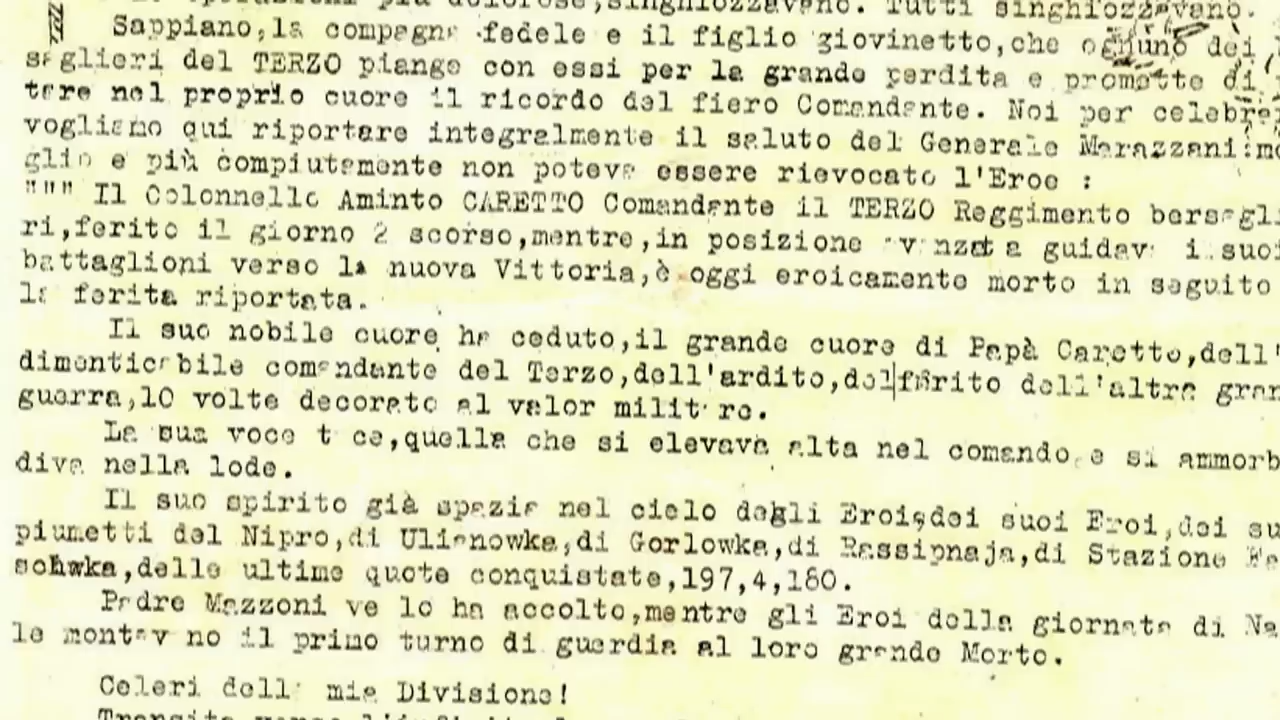 più dolorose,singhiozzavano. Tutti singhiozzavano.
Sappiano,la compagna fedele e il figlio giovinetto,che ognuno dei
saglieri del TERZO piange con essi per la grande perdita e promette di
tare nel proprio cuore il ricordo del fiero Comandante. Noi per celebrar
vogliamo qui riportare integralmente il saluto del Generale Marazzani:me
glio e più compiutamente non poteva essere rievocato l'Eroe :
""" Il Colonnello Aminto CARETTO Comandante il TERZO Reggimento bersagli
ri,ferito il giorno 2 scorso,mentre,in posizione avanzata guidava i suoi
battaglioni verso la nuova Vittoria,è oggi eroicamente morto in seguito
la ferita riportata.
Il suo nobile cuore ha ceduto,il grande cuore di Papà Caretto,dell'
dimenticabile comandante del Terzo,dell'ardito,del ferito dell'altra gran
guerra,10 volte decorato al valor militare.
La sua voce tace,quella che si elevava alta nel comando e si ammorb
diva nella lode.
Il suo spirito già spazia nel cielo degli Eroi,dei suoi Eroi,dei su
piumetti del Nipro,di Ulianowka,di Gorlowka,di Rassipnaja,di Stazione
schwka,delle ultime quote conquistate,197,4,180.
Padre Mazzoni ve lo ha accolto,mentre gli Eroi della giornata di Na
le montavano il primo turno di guardia al loro grande Morto.
Celeri della mia Divisione!